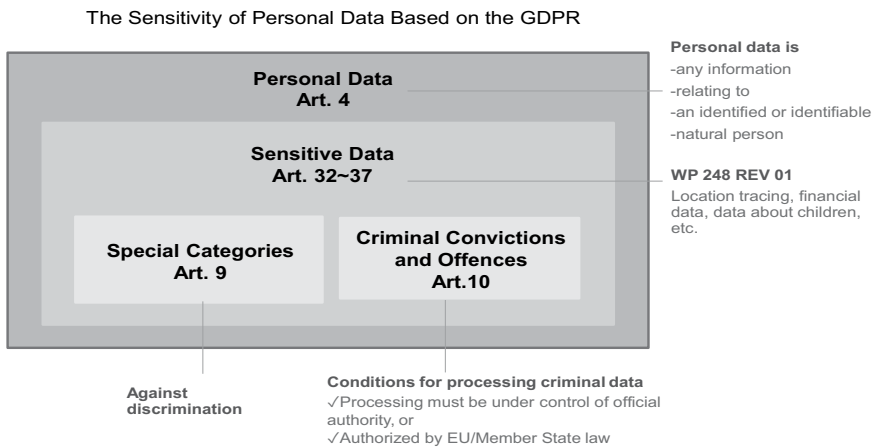 The Sensitivity of Personal Data Based on the GDPR
Personal Data
Art. 4
Sensitive Data
Art. 32~37
Special Categories
Art. 9
Criminal Convictions
and Offences
Art.10
Personal data is
-any information
-relating to
-an identified or identifiable
-natural person
WP 248 REV 01
Location tracing, financial
data, data about children,
etc.
Against
discrimination
Conditions for processing criminal data
✓Processing must be under control of official
authority, or
✓Authorized by EU/Member State law